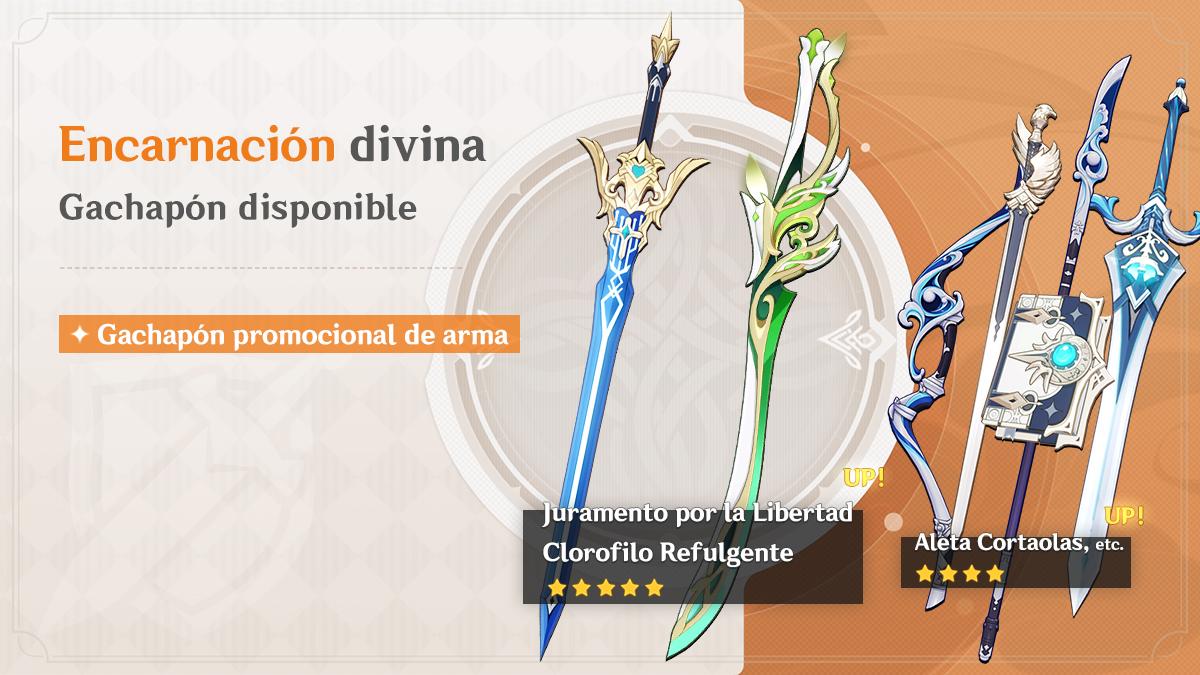 Encarnación divina
Gachapón disponible
Gachapón promocional de arma
UP!
Juramento por la Libertad
Clorofilo Refulgente
UP!
Aleta Cortaolas, etc.